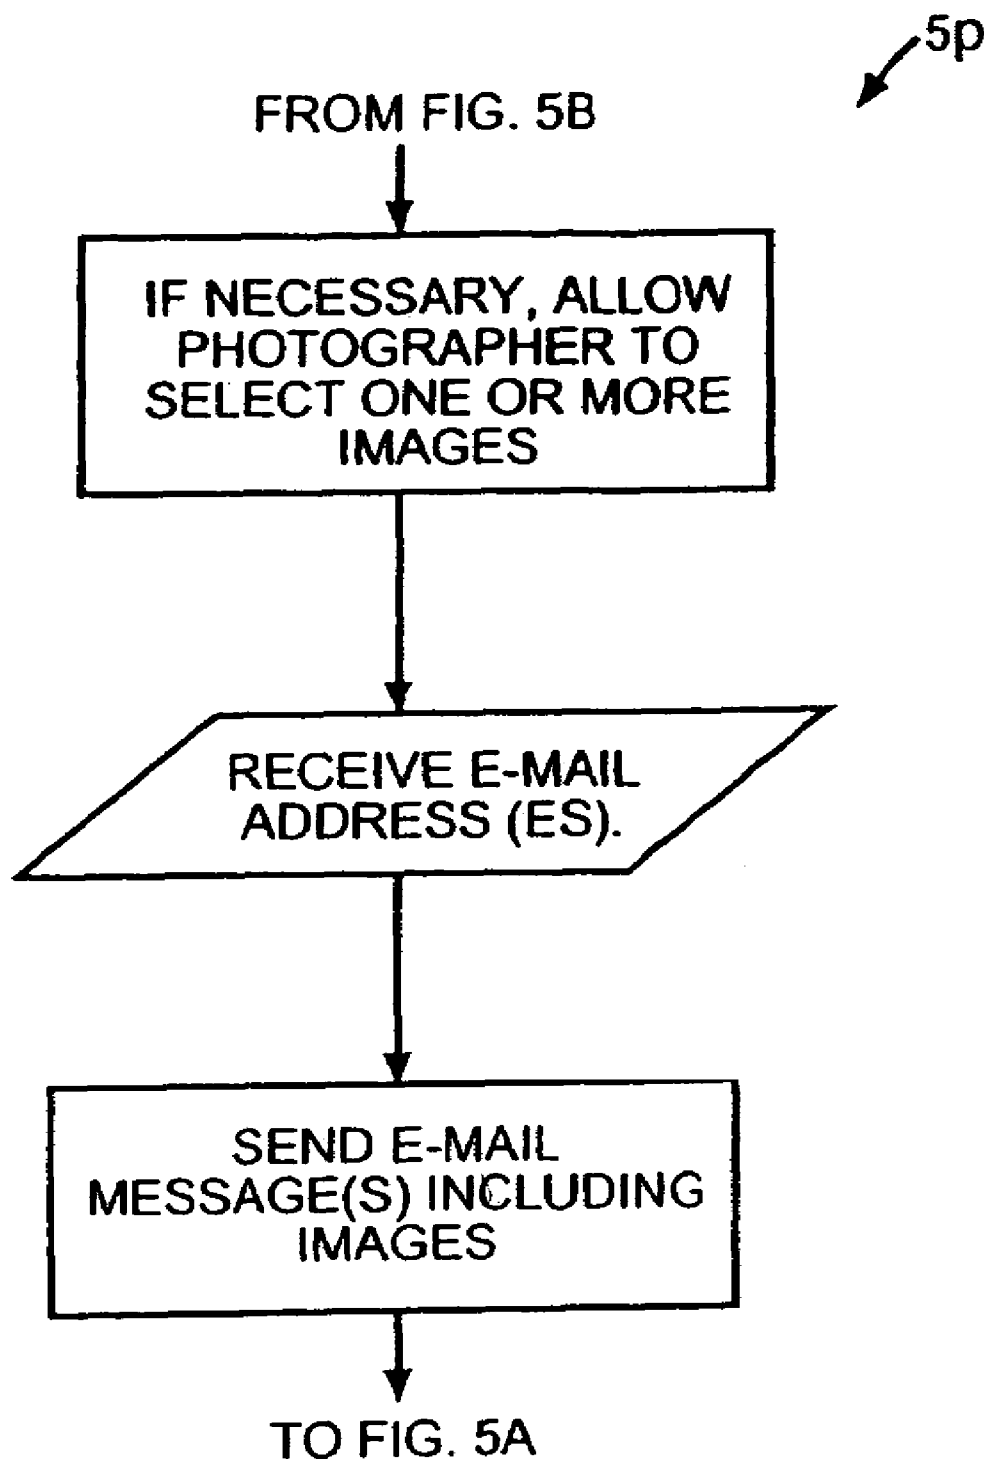 5p
FROM FIG. 5B
IF NECESSARY, ALLOW
PHOTOGRAPHER TO
SELECT ONE OR MORE
IMAGES
RECEIVE E-MAIL
ADDRESS (ES).
SEND E-MAIL
MESSAGE(S) INCLUDING
IMAGES
TO FIG. 5A